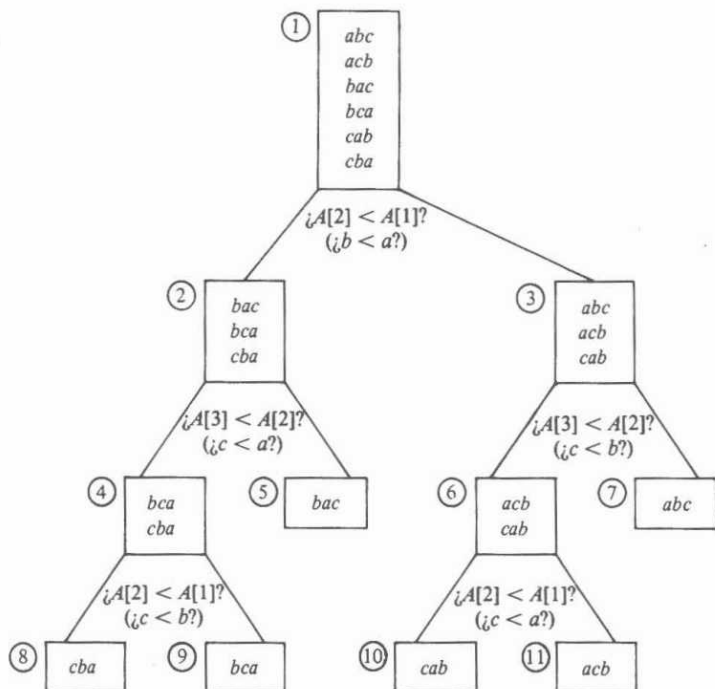 1
abc
acb
bac
bca
cab
cba
¿A[2] < A[1]?
(¿b < a?)
2
bac
bca
cba
3
abc
acb
cab
¿A[3] < A[2]?
(¿c < a?)
¿A[3] < A[2]?
(¿c < b?)
4
bca
cba
5
bac
6
acb
cab
7
abc
¿A[2] < A[1]?
(¿c < b?)
¿A[2] < A[1]?
(¿c < a?)
8
cba
9
bca
10
cab
11
acb